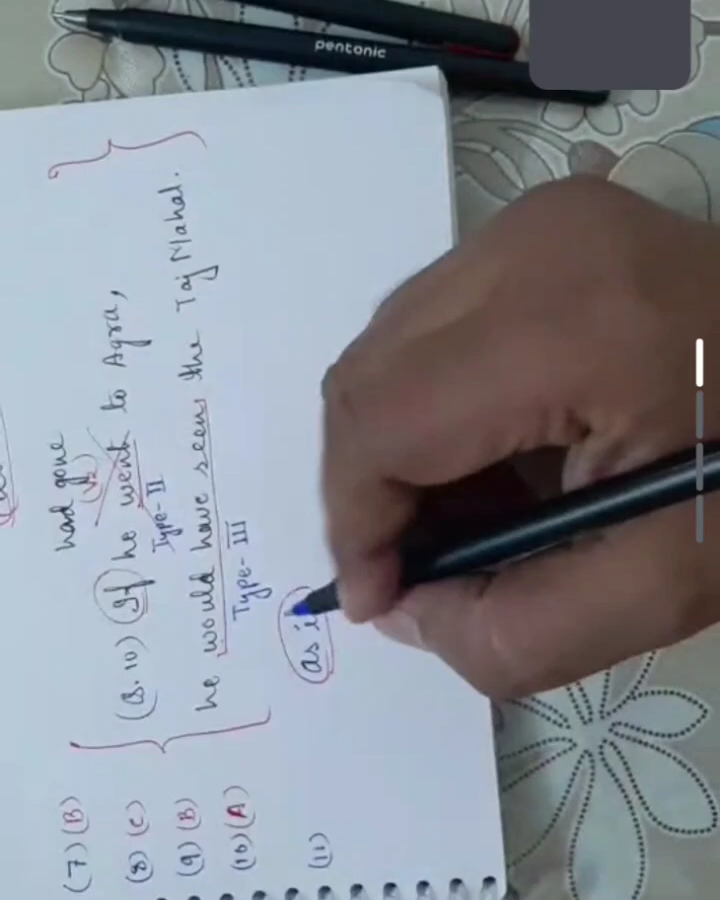 pentonic
(7) (B)
(8) (C)
(9) (B)
(10) (A)
(11)
had gone
(V3)
(Q.10) If he went to Agra,
Type-II
he would have seen the Taj Mahal.
Type-III
as i